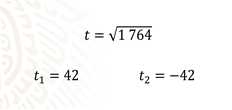 t = √1 764
t₁ = 42 t₂ = −42